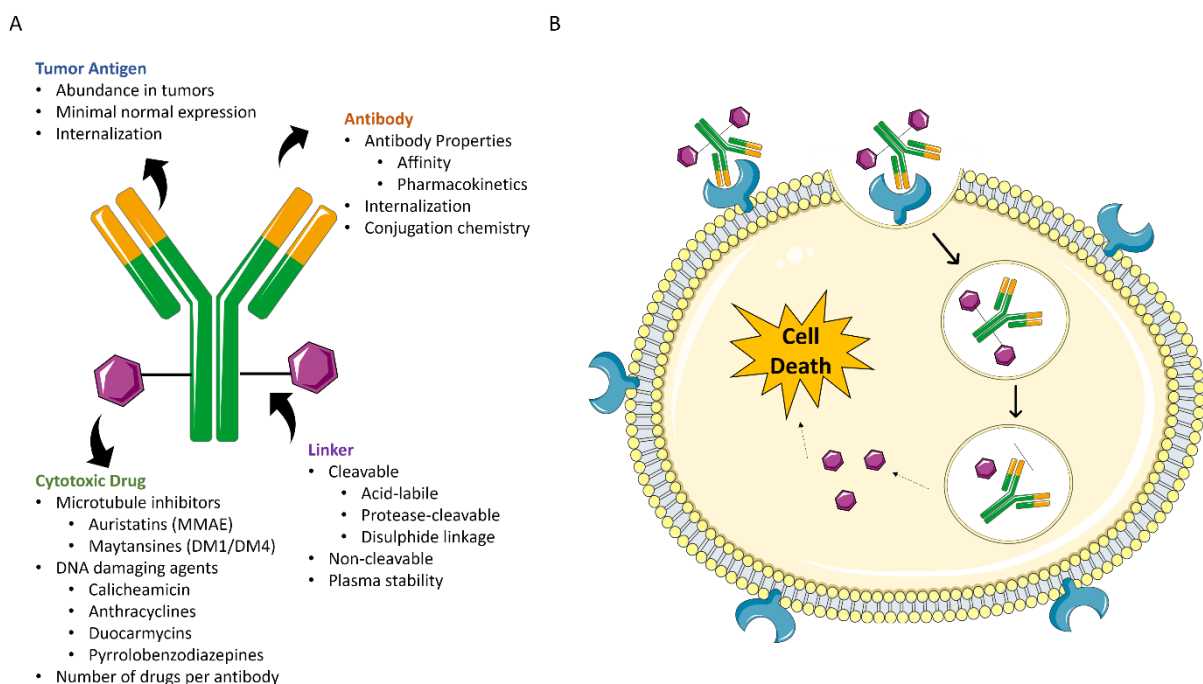 A
Tumor Antigen
• Abundance in tumors
• Minimal normal expression
• Internalization
Antibody
• Antibody Properties
• Affinity
• Pharmacokinetics
• Internalization
• Conjugation chemistry
Cytotoxic Drug
• Microtubule inhibitors
• Auristatins (MMAE)
• Maytansines (DM1/DM4)
• DNA damaging agents
• Calicheamicin
• Anthracyclines
• Duocarmycins
• Pyrrolobenzodiazepines
• Number of drugs per antibody
Linker
• Cleavable
• Acid-labile
• Protease-cleavable
• Disulphide linkage
• Non-cleavable
• Plasma stability
B
Cell
Death